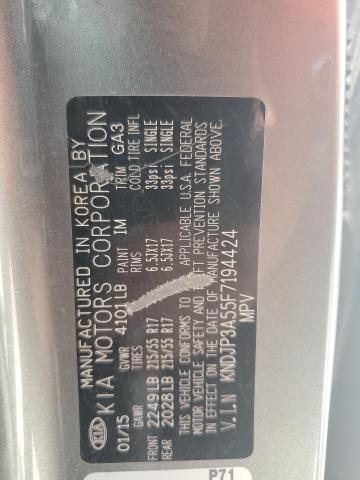 MANUFACTURED IN KOREA BY
KIA KIA MOTORS CORPORATION
01/15 GVWR 4101LB PAINT IM TRIM GA3
GAWR TIRES RIMS COLD TIRE INFL
FRONT 2249LB 215/55 R17 6.5JX17 33psi SINGLE
REAR 2028LB 215/55 R17 6.5JX17 33psi SINGLE
THIS VEHICLE CONFORMS TO ALL APPLICABLE U.S.A. FEDERAL
MOTOR VEHICLE SAFETY AND THEFT PREVENTION STANDARDS
IN EFFECT ON THE DATE OF MANUFACTURE SHOWN ABOVE.
V.I.N KNDJP3A55F7194424
MPV
P71